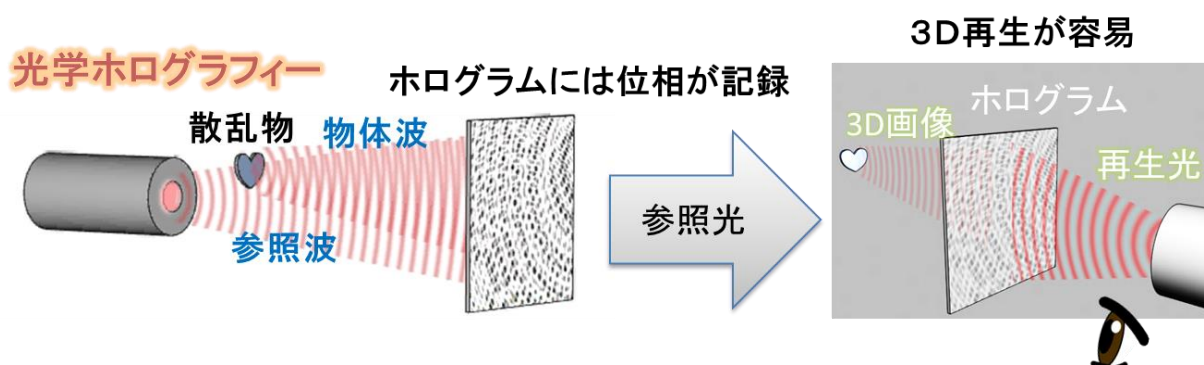 光学ホログラフィー
散乱物
物体波
参照波
ホログラムには位相が記録
参照光
3D再生が容易
ホログラム
3D画像
再生光